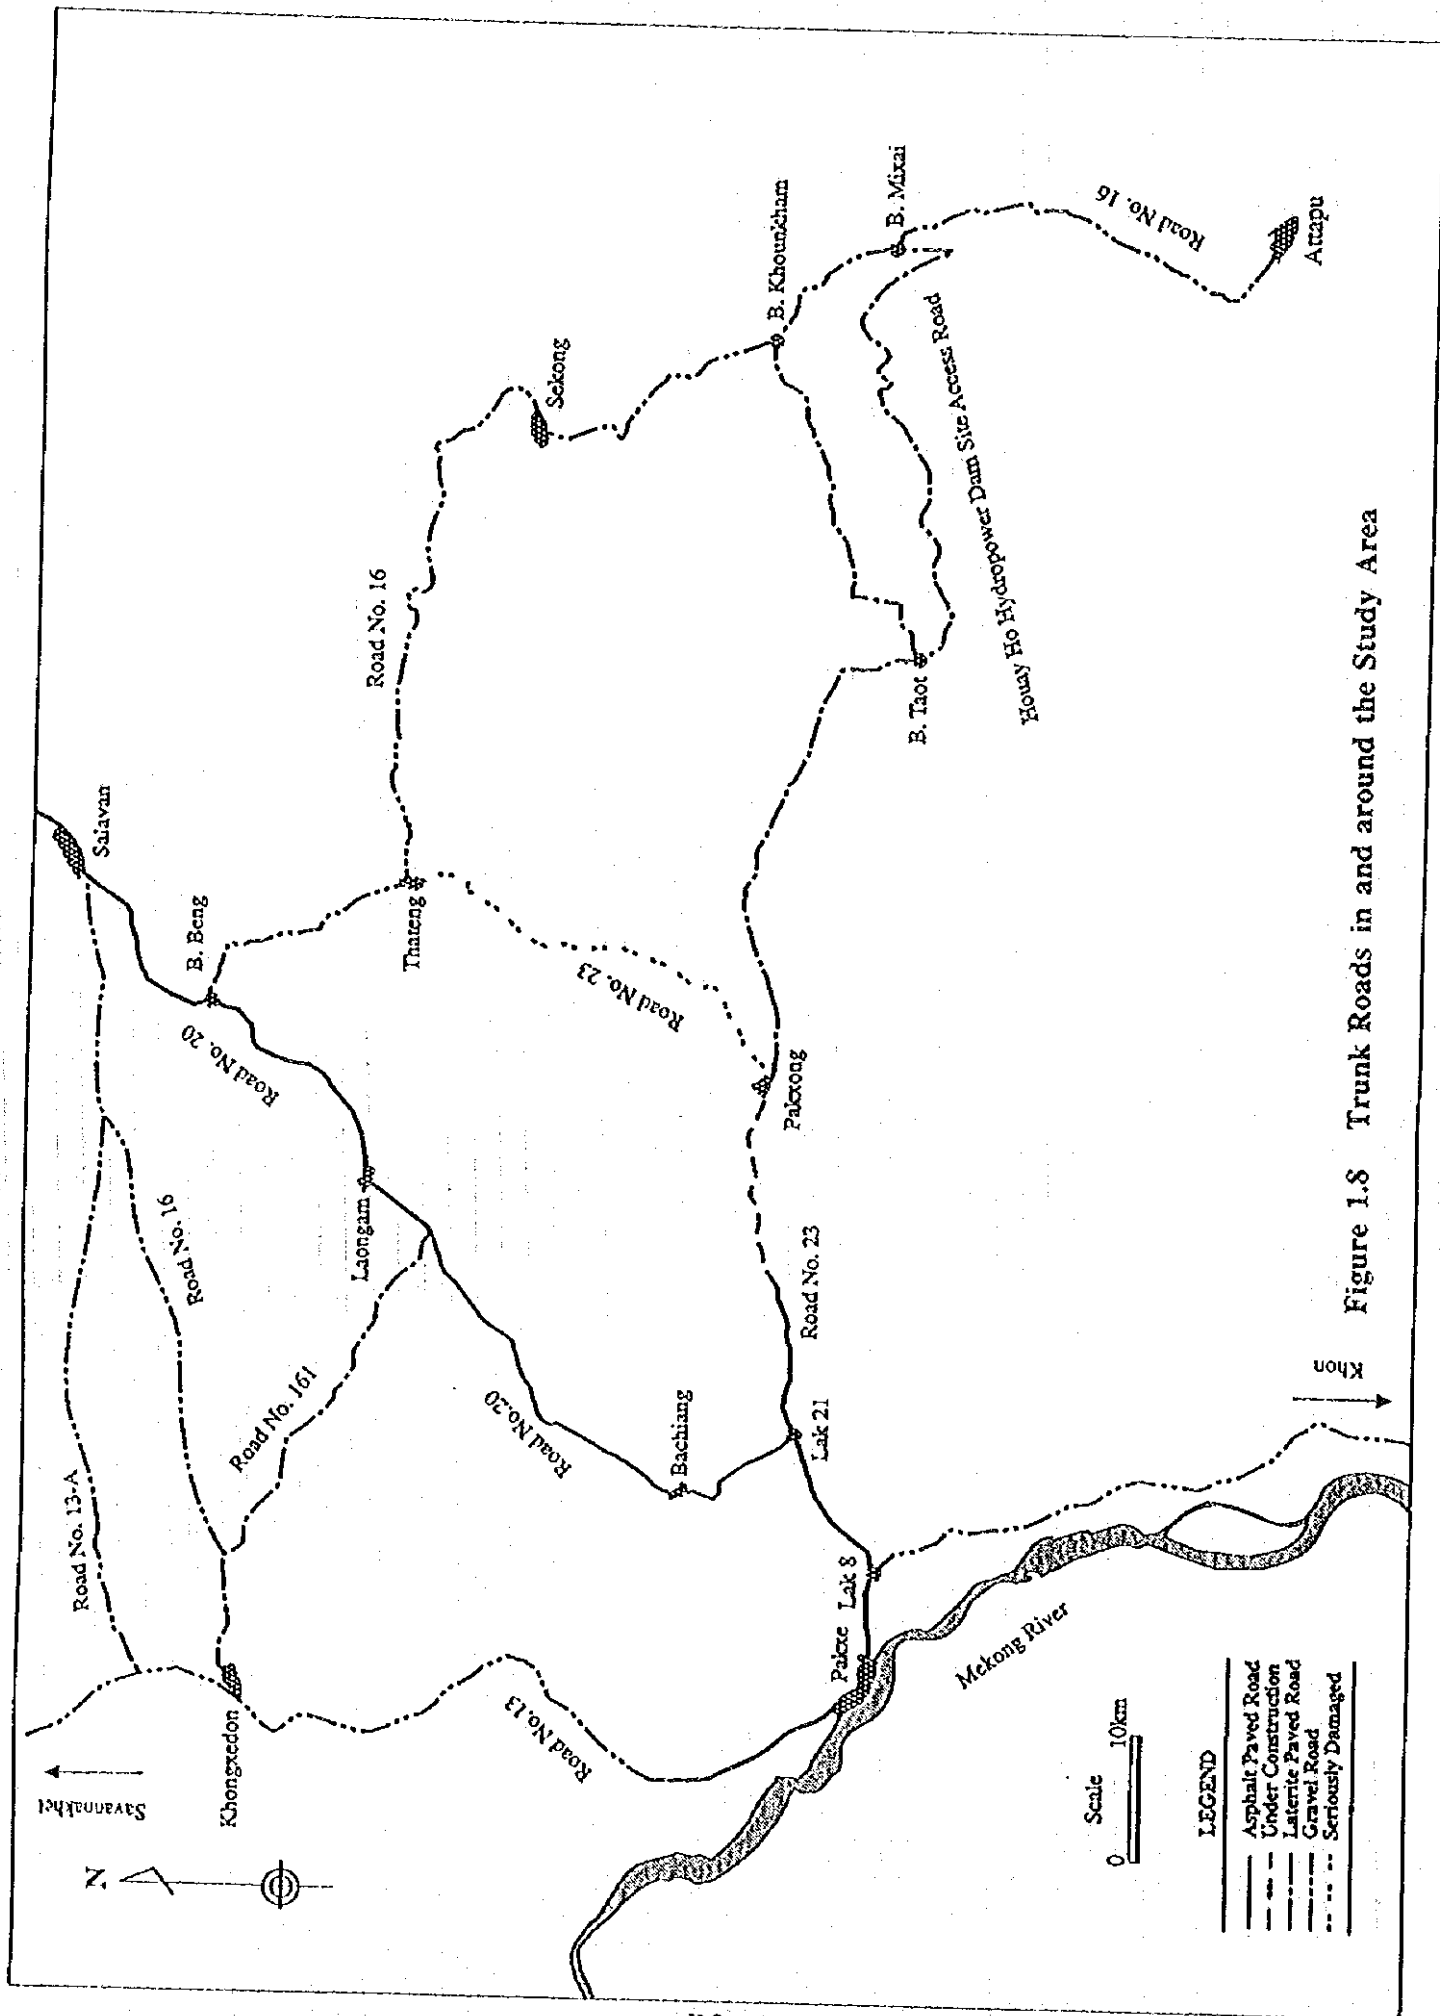 Savannakhet
N
Khongxedon
Road No. 13-A
Road No. 16
Road No. 161
Road No. 20
Salavan
B. Beng
Laongam
Thateng
Road No. 16
Sekong
Road No. 23
Road No.20
Bachiang
Road No.13
Pakxe
Lak 8
Lak 21
Road No. 23
Pakxong
B. Taot
B. Khounkham
B. Mixai
Houay Ho Hydropower Dam Site Access Road
Road No. 16
Attapu
Mekong River
Khon
Scale
0 10km
LEGEND
Asphalt Paved Road
Under Construction
Laterite Paved Road
Gravel Road
Seriously Damaged
Figure 1.8 Trunk Roads in and around the Study Area